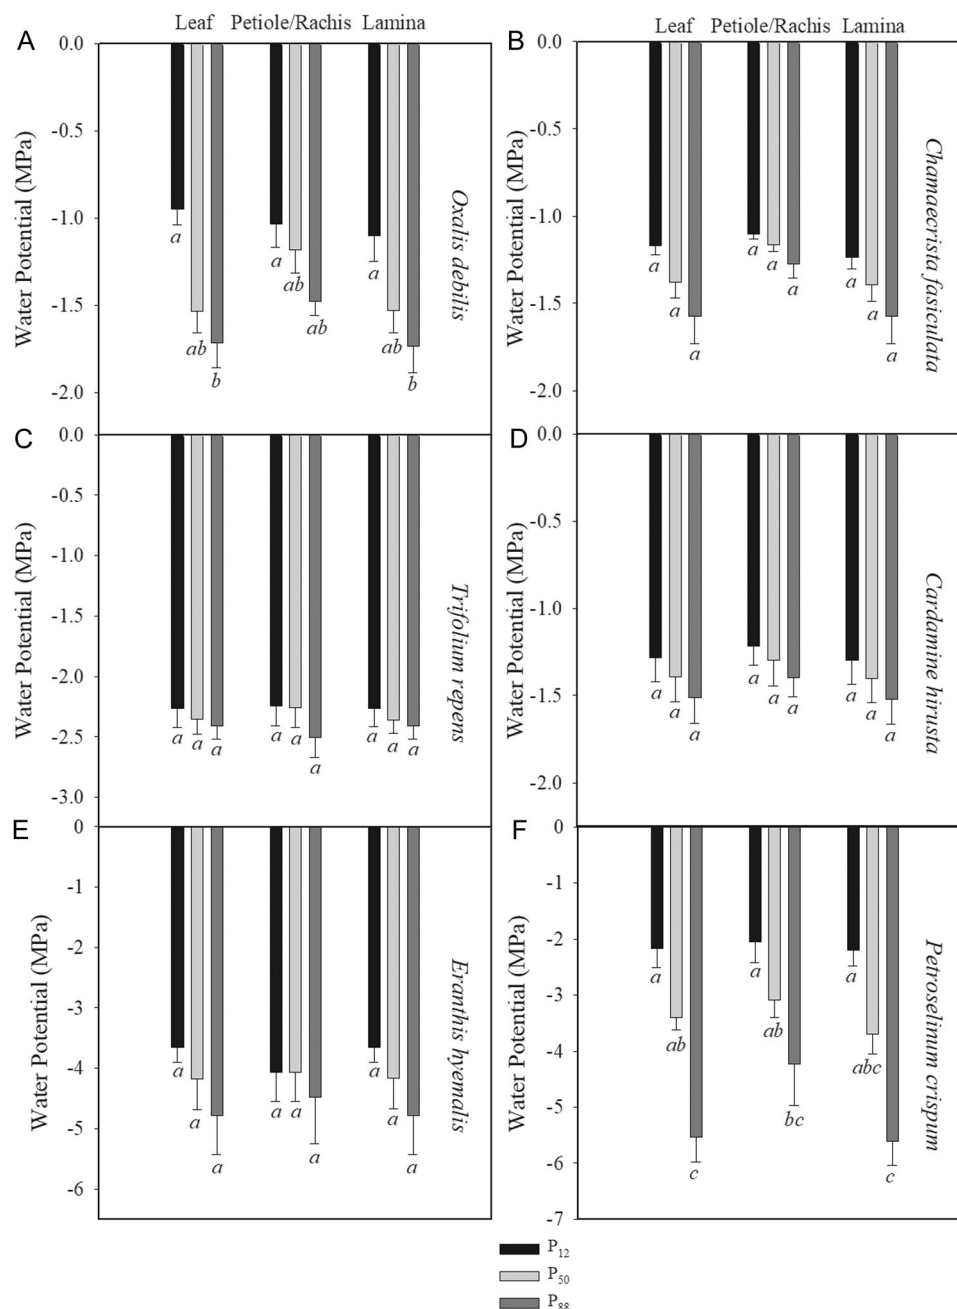 A
Leaf Petiole/Rachis Lamina
0.0
-0.5
-1.0
-1.5
-2.0
Water Potential (MPa)
a ab b
a ab ab
a ab b
Oxalis debilis
B
Leaf Petiole/Rachis Lamina
0.0
-0.5
-1.0
-1.5
-2.0
Water Potential (MPa)
a a a
a a a
a a a
Chamaecrista fasiculata
C
0.0
-0.5
-1.0
-1.5
-2.0
-2.5
-3.0
Water Potential (MPa)
a a a
a a a
a a a
Trifolium repens
D
0.0
-0.5
-1.0
-1.5
-2.0
Water Potential (MPa)
a a a
a a a
a a a
Cardamine hirusta
E
0
-1
-2
-3
-4
-5
-6
Water Potential (MPa)
a a a
a a a
a a a
Eranthis hyemalis
F
0
-1
-2
-3
-4
-5
-6
-7
Water Potential (MPa)
a ab c
a ab bc
a abc c
Petroselinum crispum
P12
P50
P88